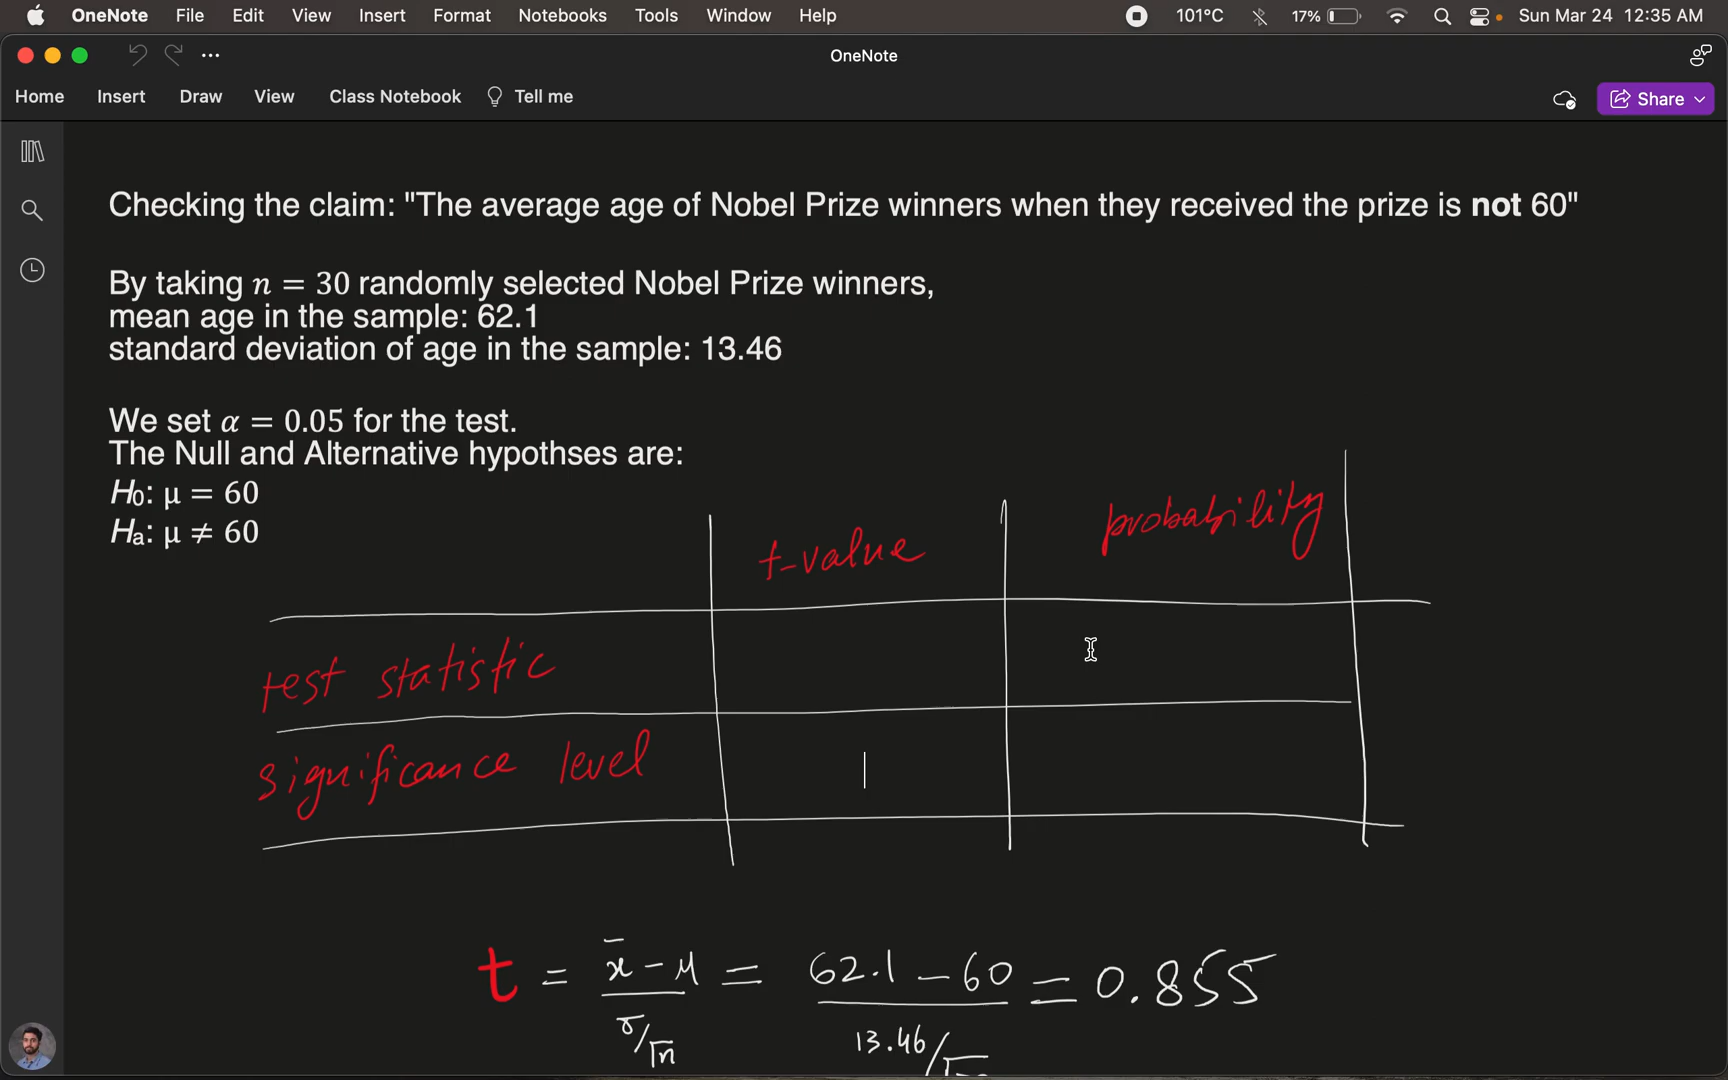 OneNote File Edit View Insert Format Notebooks Tools Window Help 101°C 17% Sun Mar 24 12:35 AM
OneNote
Home Insert Draw View Class Notebook Tell me Share
Checking the claim: "The average age of Nobel Prize winners when they received the prize is not 60"
By taking n = 30 randomly selected Nobel Prize winners,
mean age in the sample: 62.1
standard deviation of age in the sample: 13.46
We set α = 0.05 for the test.
The Null and Alternative hypothses are:
H0: μ = 60
Ha: μ ≠ 60
t-value probability
test statistic
significance level
t = x̄ - μ = 62.1 - 60 = 0.855
σ/√n 13.46/